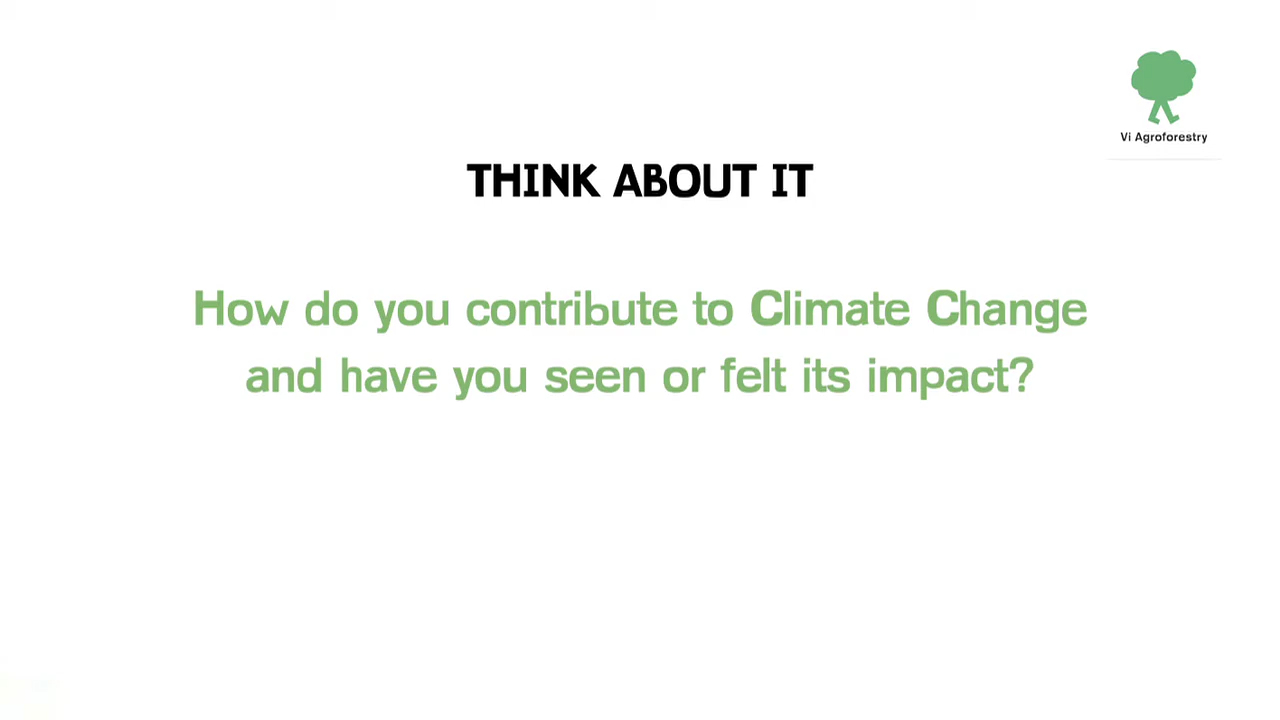 Vi Agroforestry
THINK ABOUT IT
How do you contribute to Climate Change
and have you seen or felt its impact?